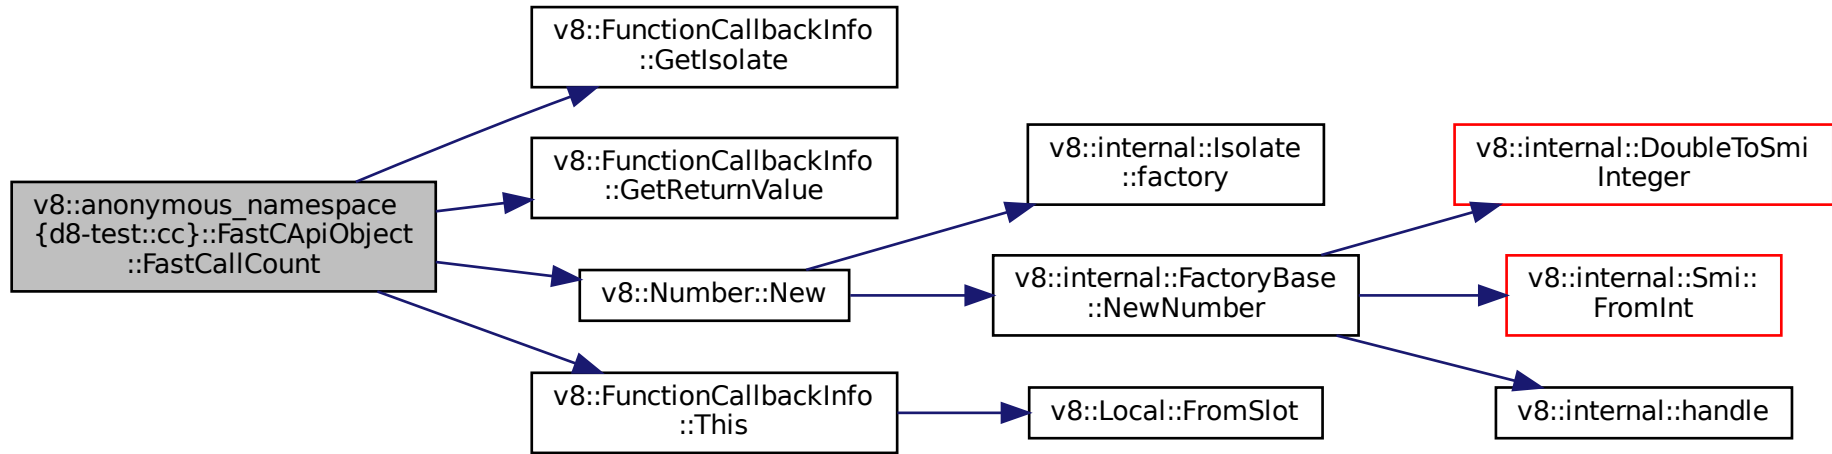 v8::FunctionCallbackInfo
::GetIsolate
v8::FunctionCallbackInfo
::GetReturnValue
v8::internal::Isolate
::factory
v8::internal::DoubleToSmi
Integer
v8::anonymous_namespace
{d8-test::cc}::FastCApiObject
::FastCallCount
v8::Number::New
v8::internal::FactoryBase
::NewNumber
v8::internal::Smi::
FromInt
v8::FunctionCallbackInfo
::This
v8::Local::FromSlot
v8::internal::handle